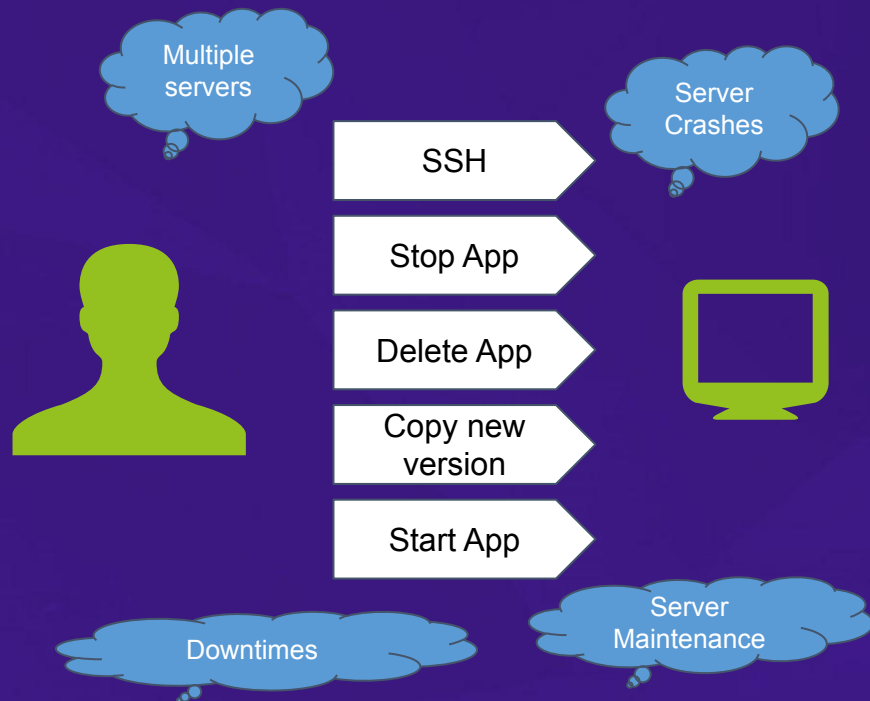 Multiple
servers
Server
Crashes
SSH
Stop App
Delete App
Copy new
version
Start App
Server
Maintenance
Downtimes